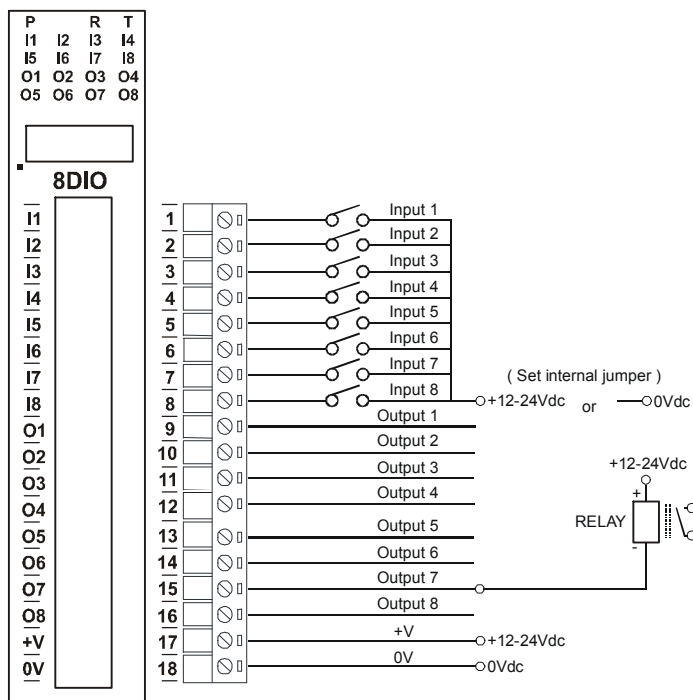 P R T
I1 I2 I3 I4
I5 I6 I7 I8
O1 O2 O3 O4
O5 O6 O7 O8
8DIO
I1 1 Input 1
I2 2 Input 2
I3 3 Input 3
I4 4 Input 4
I5 5 Input 5
I6 6 Input 6
I7 7 Input 7
( Set internal jumper )
I8 8 Input 8 +12-24Vdc or 0Vdc
O1 9 Output 1
O2 10 Output 2
O3 11 Output 3
O4 12 Output 4
O5 13 Output 5
O6 14 Output 6
O7 15 Output 7
O8 16 Output 8
+V 17 +V +12-24Vdc
0V 18 0V 0Vdc
+12-24Vdc
+
RELAY
-